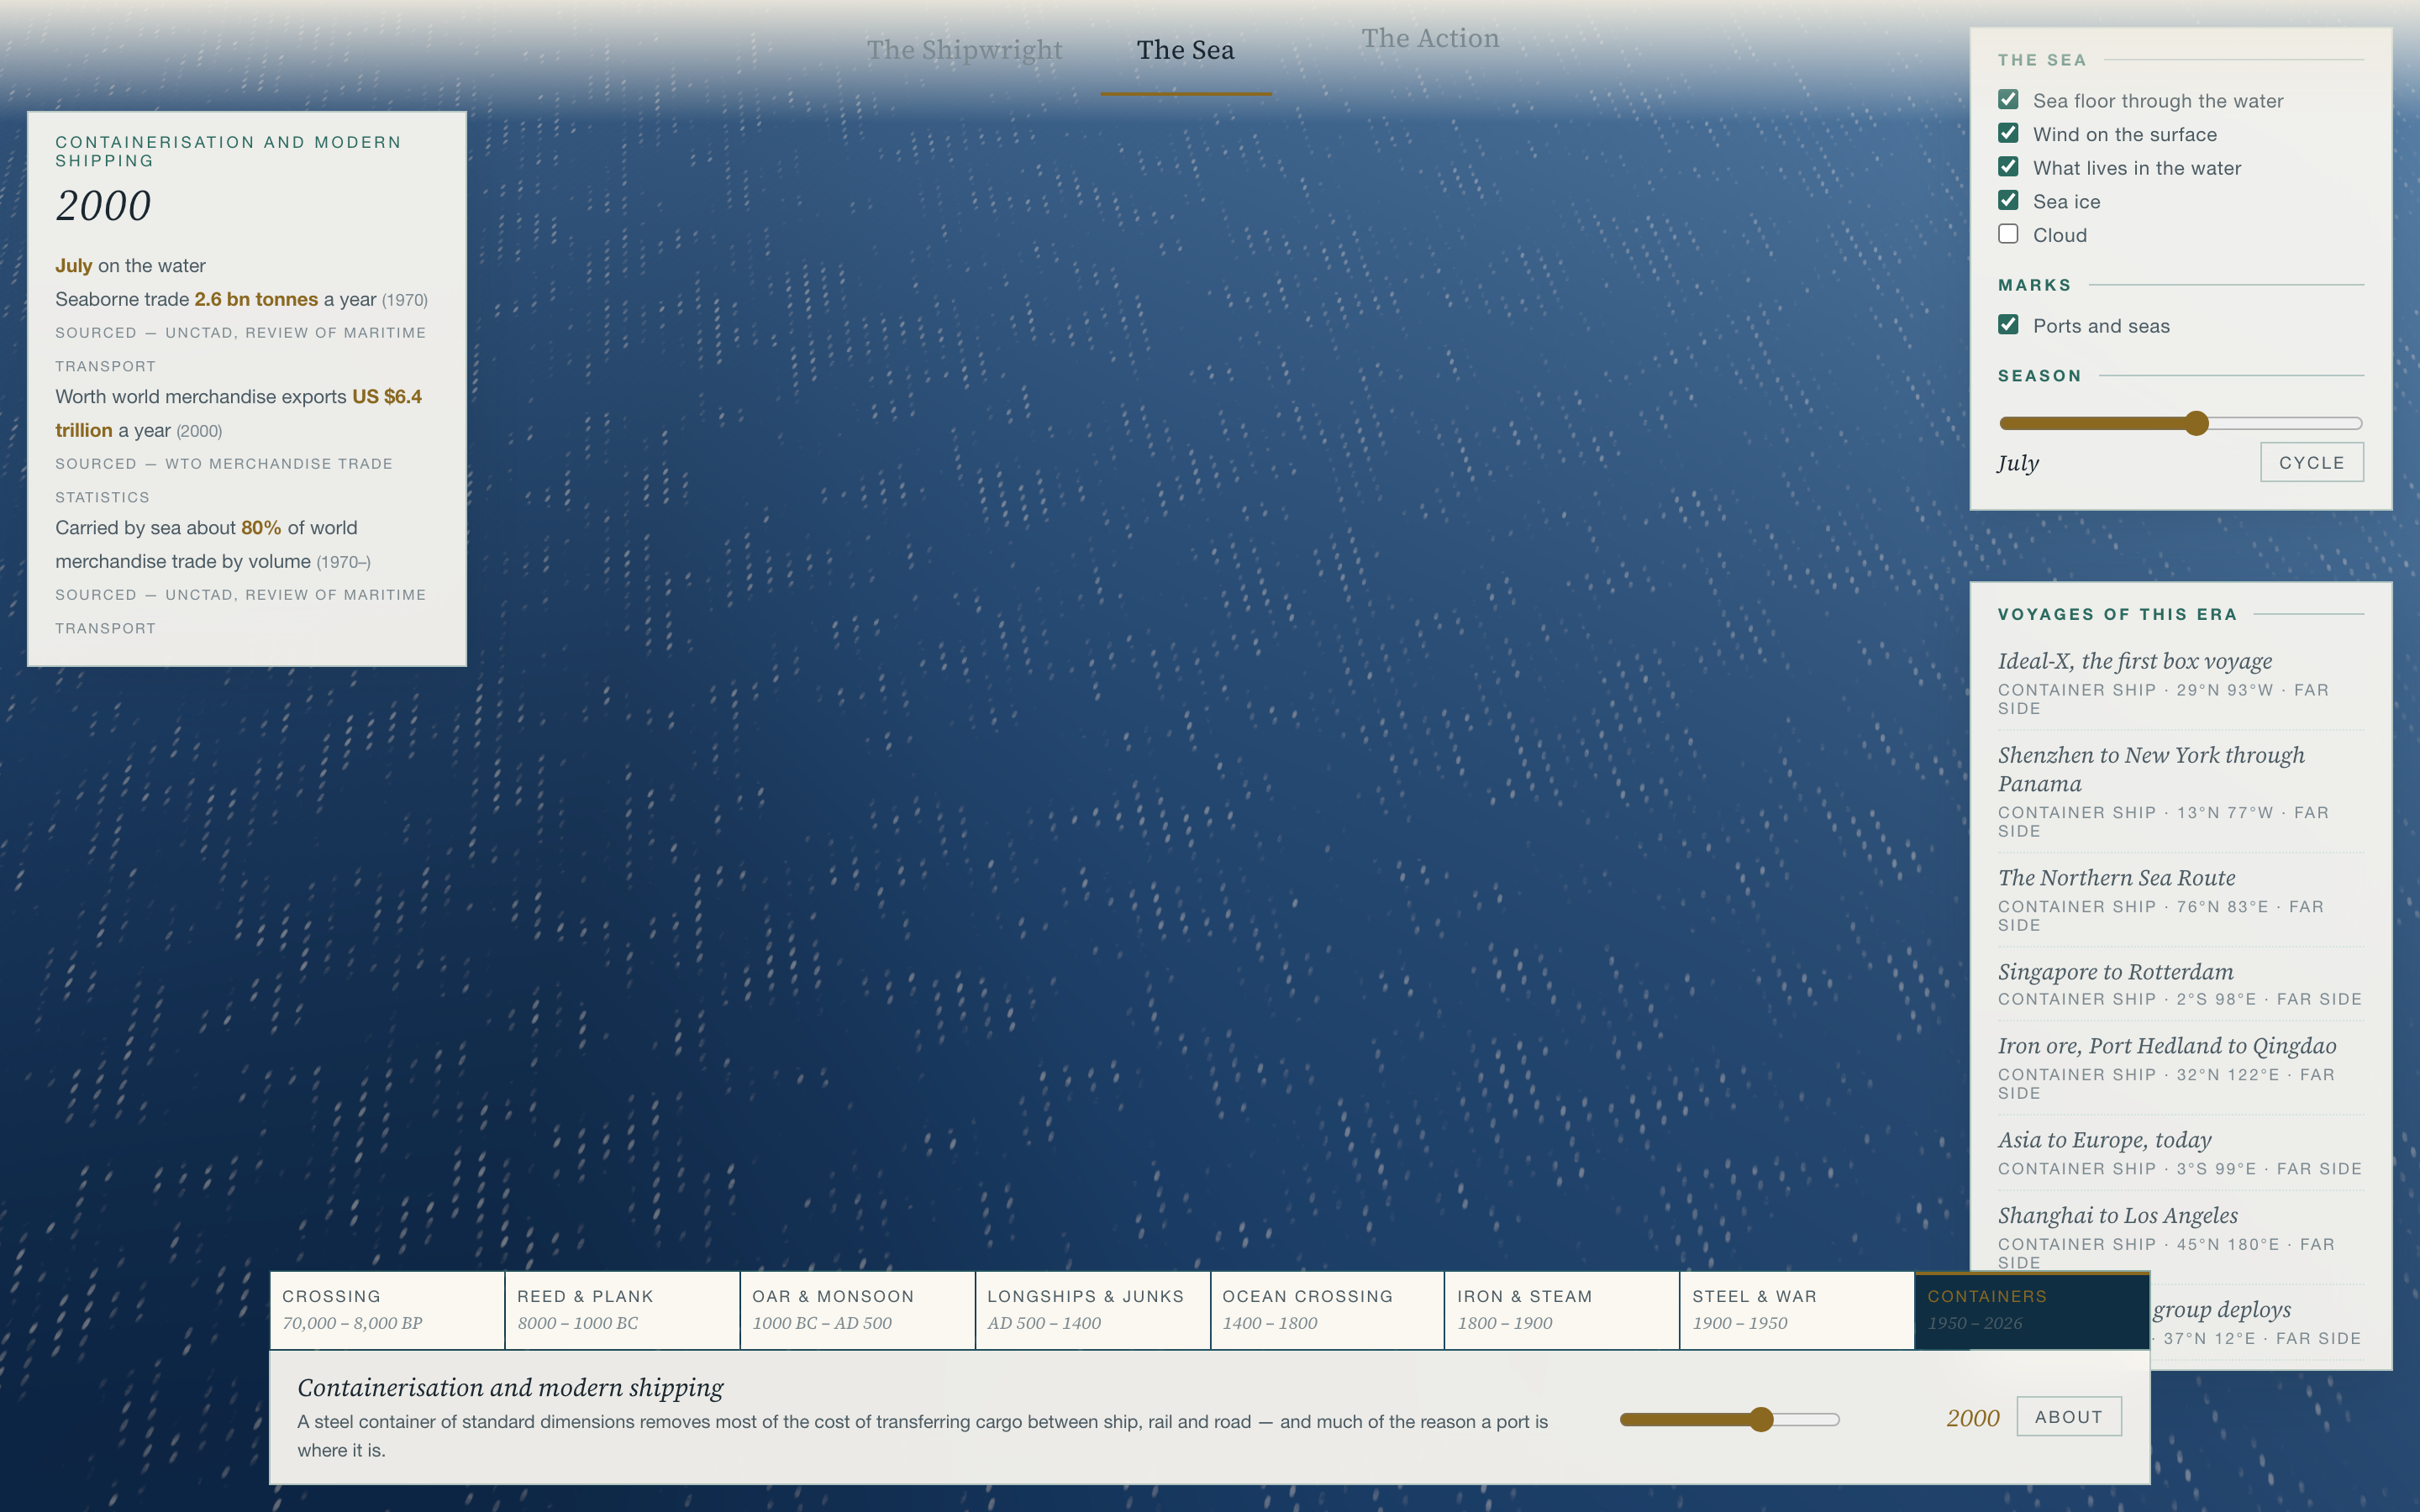 The Shipwright
The Sea
The Action
CONTAINERISATION AND MODERN
SHIPPING
2000
July on the water
Seaborne trade 2.6 bn tonnes a year (1970)
SOURCED — UNCTAD, REVIEW OF MARITIME
TRANSPORT
Worth world merchandise exports US $6.4
trillion a year (2000)
SOURCED — WTO MERCHANDISE TRADE
STATISTICS
Carried by sea about 80% of world
merchandise trade by volume (1970–)
SOURCED — UNCTAD, REVIEW OF MARITIME
TRANSPORT
THE SEA
Sea floor through the water
Wind on the surface
What lives in the water
Sea ice
Cloud
MARKS
Ports and seas
SEASON
July
CYCLE
VOYAGES OF THIS ERA
Ideal-X, the first box voyage
CONTAINER SHIP · 29°N 93°W · FAR
SIDE
Shenzhen to New York through
Panama
CONTAINER SHIP · 13°N 77°W · FAR
SIDE
The Northern Sea Route
CONTAINER SHIP · 76°N 83°E · FAR
SIDE
Singapore to Rotterdam
CONTAINER SHIP · 2°S 98°E · FAR SIDE
Iron ore, Port Hedland to Qingdao
CONTAINER SHIP · 32°N 122°E · FAR
SIDE
Asia to Europe, today
CONTAINER SHIP · 3°S 99°E · FAR SIDE
Shanghai to Los Angeles
CONTAINER SHIP · 45°N 180°E · FAR
SIDE
group deploys
· 37°N 12°E · FAR SIDE
CROSSING
70,000 – 8,000 BP
REED & PLANK
8000 – 1000 BC
OAR & MONSOON
1000 BC – AD 500
LONGSHIPS & JUNKS
AD 500 – 1400
OCEAN CROSSING
1400 – 1800
IRON & STEAM
1800 – 1900
STEEL & WAR
1900 – 1950
CONTAINERS
1950 – 2026
Containerisation and modern shipping
A steel container of standard dimensions removes most of the cost of transferring cargo between ship, rail and road — and much of the reason a port is
where it is.
2000
ABOUT